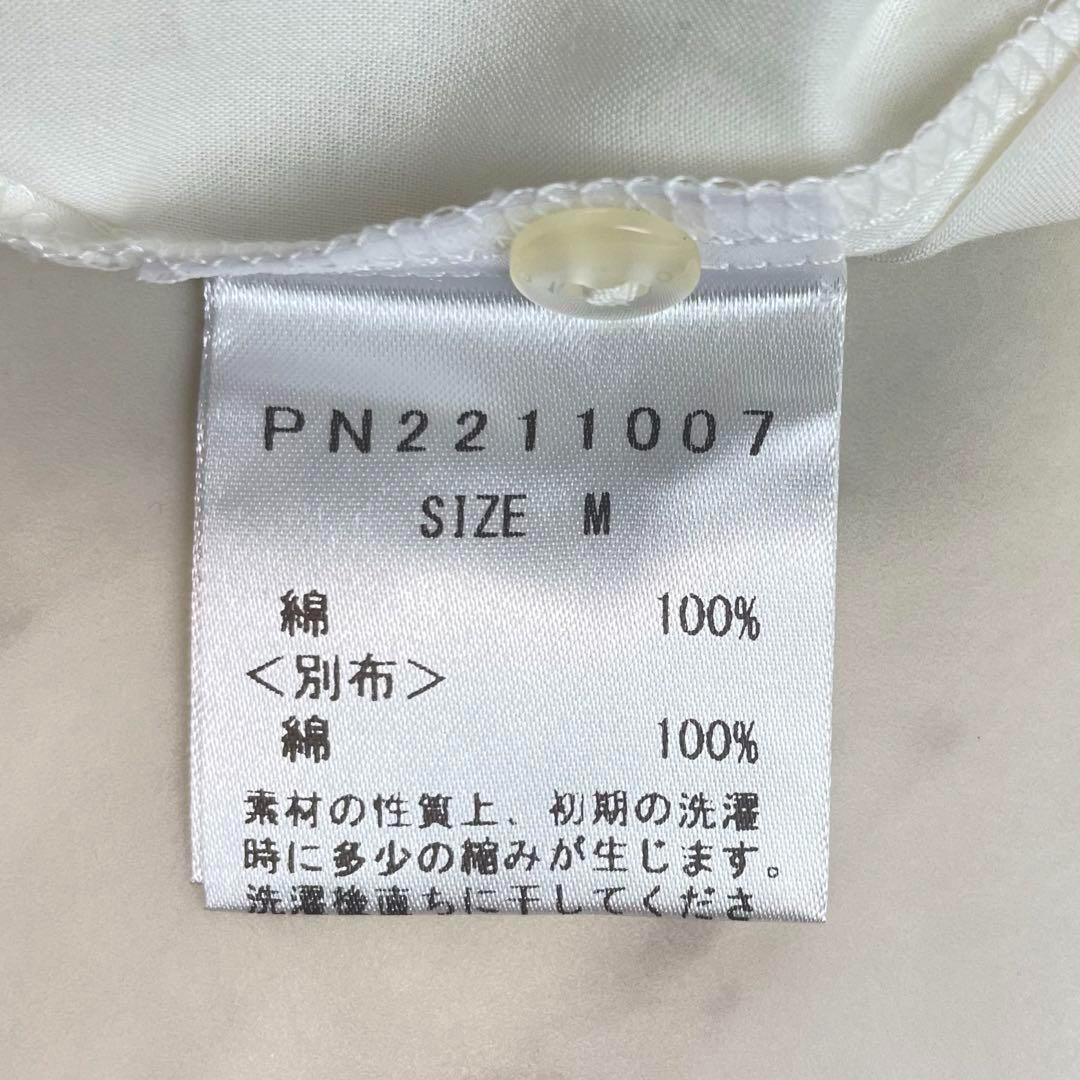 PN2211007
SIZE M
綿 100%
<別布>
綿 100%
素材の性質上、初期の洗濯
時に多少の縮みが生じます。
洗濯後直ちに干してくださ